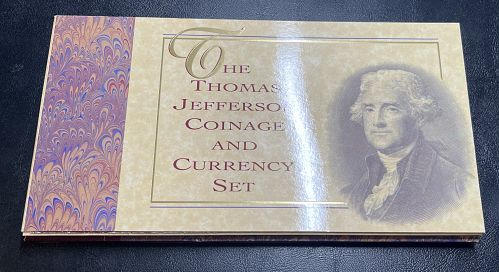 The
Thomas
Jefferson
Coinage
and
Currency
Set